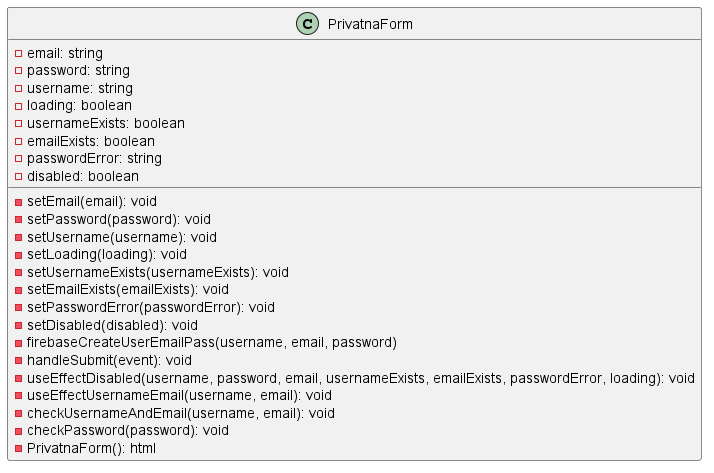 C PrivatnaForm
email: string
password: string
username: string
loading: boolean
usernameExists: boolean
emailExists: boolean
passwordError: string
disabled: boolean
setEmail(email): void
setPassword(password): void
setUsername(username): void
setLoading(loading): void
setUsernameExists(usernameExists): void
setEmailExists(emailExists): void
setPasswordError(passwordError): void
setDisabled(disabled): void
firebaseCreateUserEmailPass(username, email, password)
handleSubmit(event): void
useEffectDisabled(username, password, email, usernameExists, emailExists, passwordError, loading): void
useEffectUsernameEmail(username, email): void
checkUsernameAndEmail(username, email): void
checkPassword(password): void
PrivatnaForm(): html